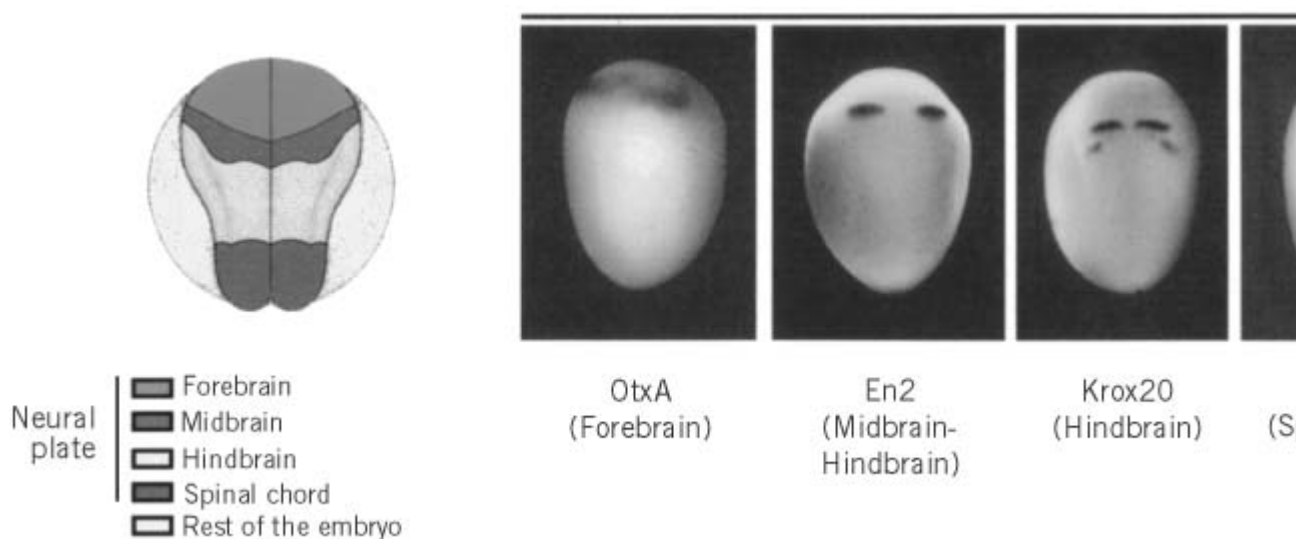 Neural
plate
Forebrain
Midbrain
Hindbrain
Spinal chord
Rest of the embryo
OtxA
(Forebrain)
En2
(Midbrain-
Hindbrain)
Krox20
(Hindbrain)